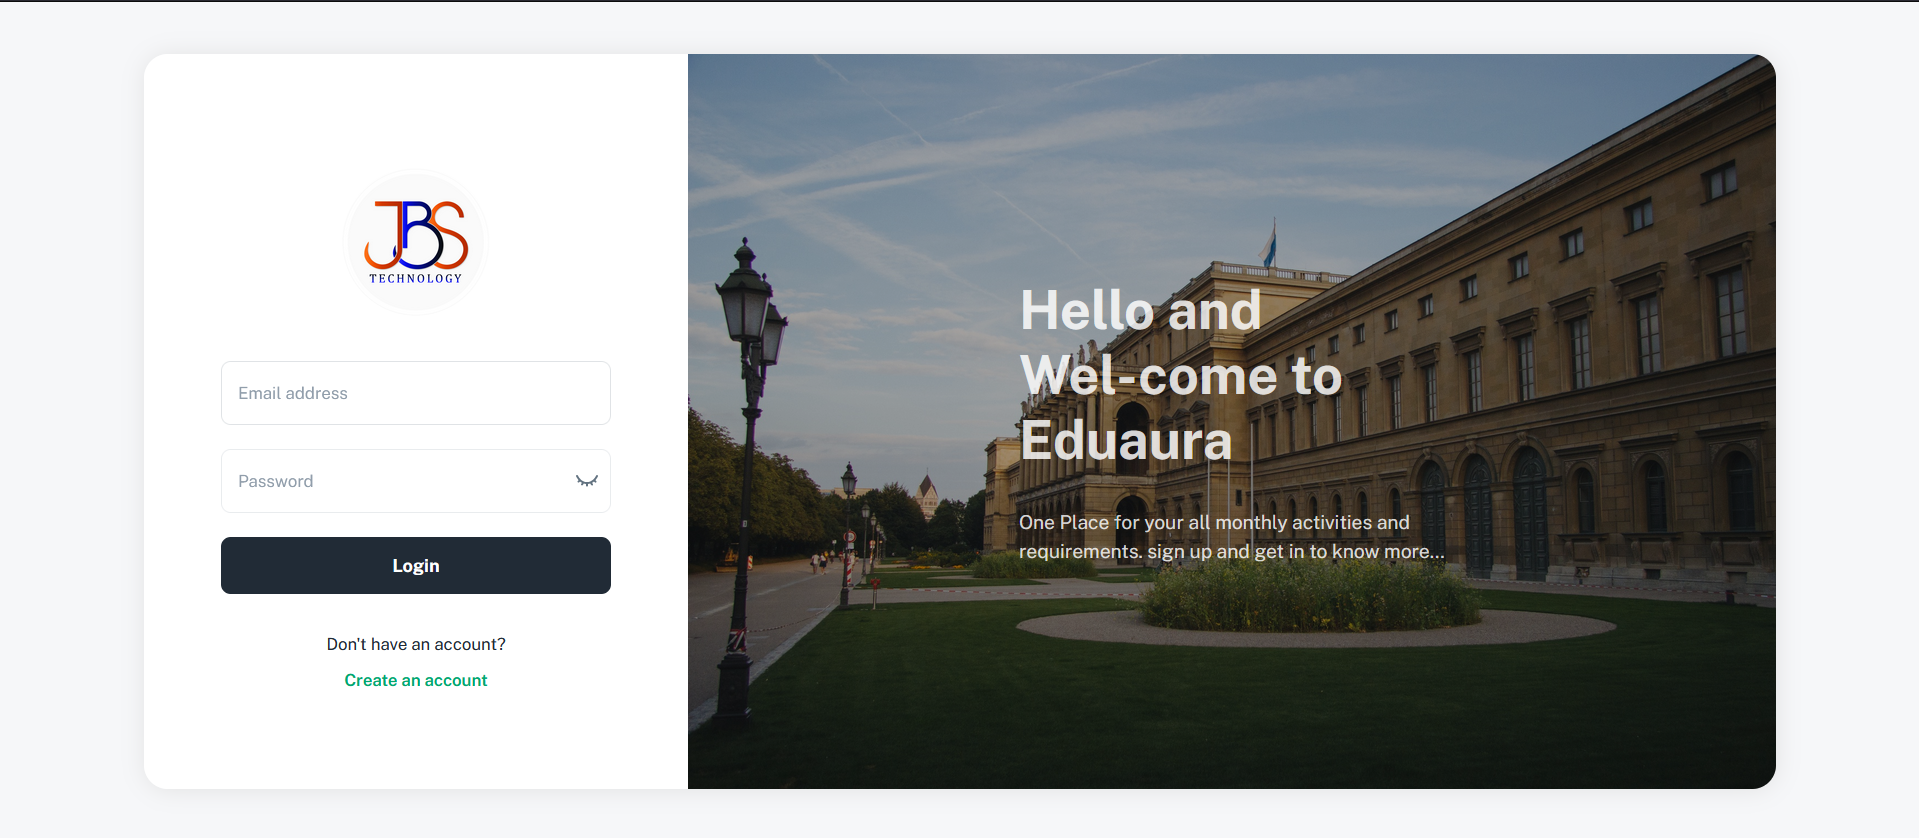 JBS
TECHNOLOGY
Email address
Password
Login
Don't have an account?
Create an account
Hello and
Wel-come to
Eduaura
One Place for your all monthly activities and
requirements. sign up and get in to know more...